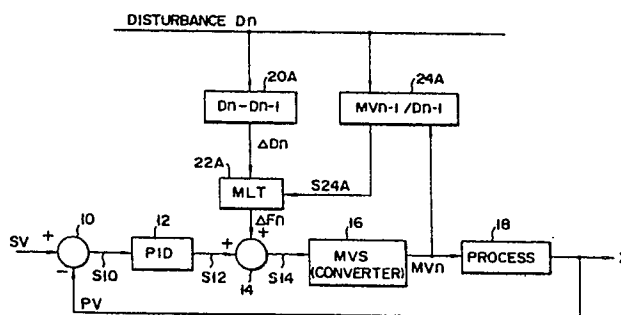 DISTURBANCE Dn
20A
24A
Dn-Dn-1
MVn-1/Dn-1
ΔDn
22A
S24A
MLT
ΔFn
10
12
16
18
SV
+
+
+
PID
MVS
(CONVERTER)
PROCESS
-
S10
S12
14
S14
MVn
PV